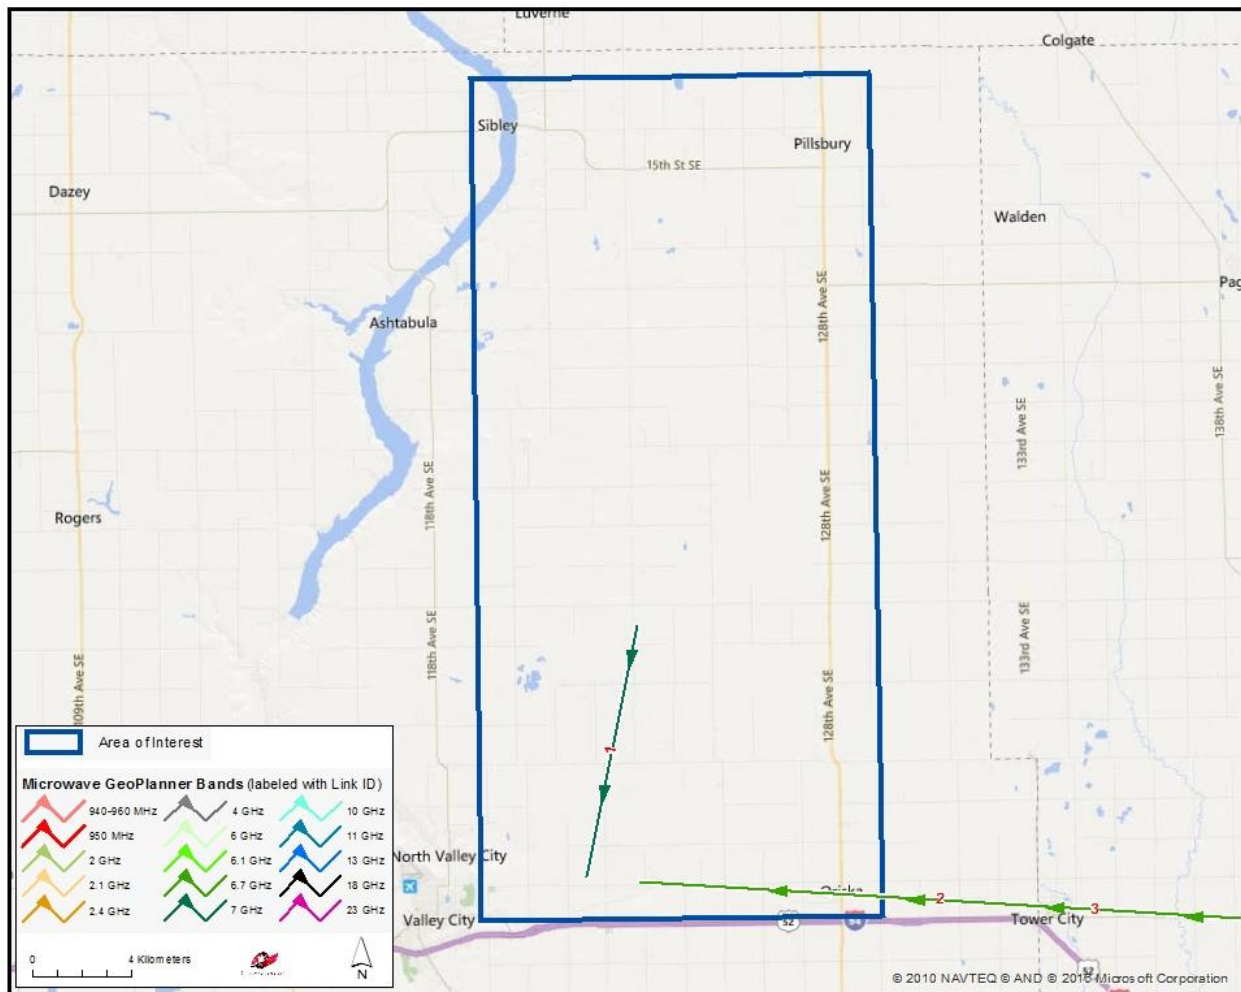 Luverne
Colgate
Sibley
Pillsbury
15th St SE
Dazey
Walden
128th Ave SE
Pag
Ashtabula
133rd Ave SE
138th Ave SE
118th Ave SE
128th Ave SE
Rogers
118th Ave SE
133rd Ave SE
109th Ave SE
128th Ave SE
1
North Valley City
Valley City
2
3
52
94
Tower City
52
Area of Interest
Microwave GeoPlanner Bands (labeled with Link ID)
940-960 MHz
4 GHz
10 GHz
950 MHz
6 GHz
11 GHz
2 GHz
6.1 GHz
13 GHz
2.1 GHz
6.7 GHz
18 GHz
2.4 GHz
7 GHz
23 GHz
0
4 Kilometers
N
© 2010 NAVTEQ © AND © 2016 Microsoft Corporation